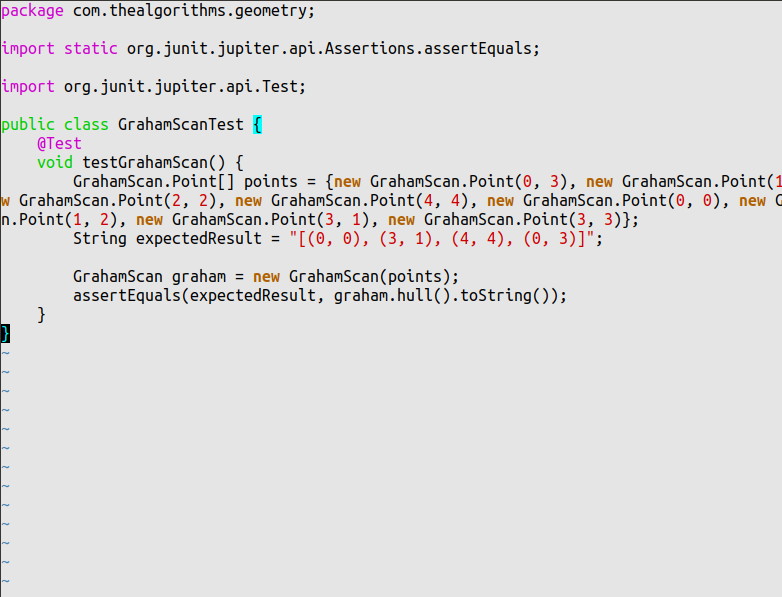 package com.thealgorithms.geometry;
import static org.junit.jupiter.api.Assertions.assertEquals;
import org.junit.jupiter.api.Test;
public class GrahamScanTest {
@Test
void testGrahamScan() {
GrahamScan.Point[] points = {new GrahamScan.Point(0, 3), new GrahamScan.Point(1
w GrahamScan.Point(2, 2), new GrahamScan.Point(4, 4), new GrahamScan.Point(0, 0), new G
n.Point(1, 2), new GrahamScan.Point(3, 1), new GrahamScan.Point(3, 3)};
String expectedResult = "[(0, 0), (3, 1), (4, 4), (0, 3)]";
GrahamScan graham = new GrahamScan(points);
assertEquals(expectedResult, graham.hull().toString());
}
}
~
~
~
~
~
~
~
~
~
~
~
~
~